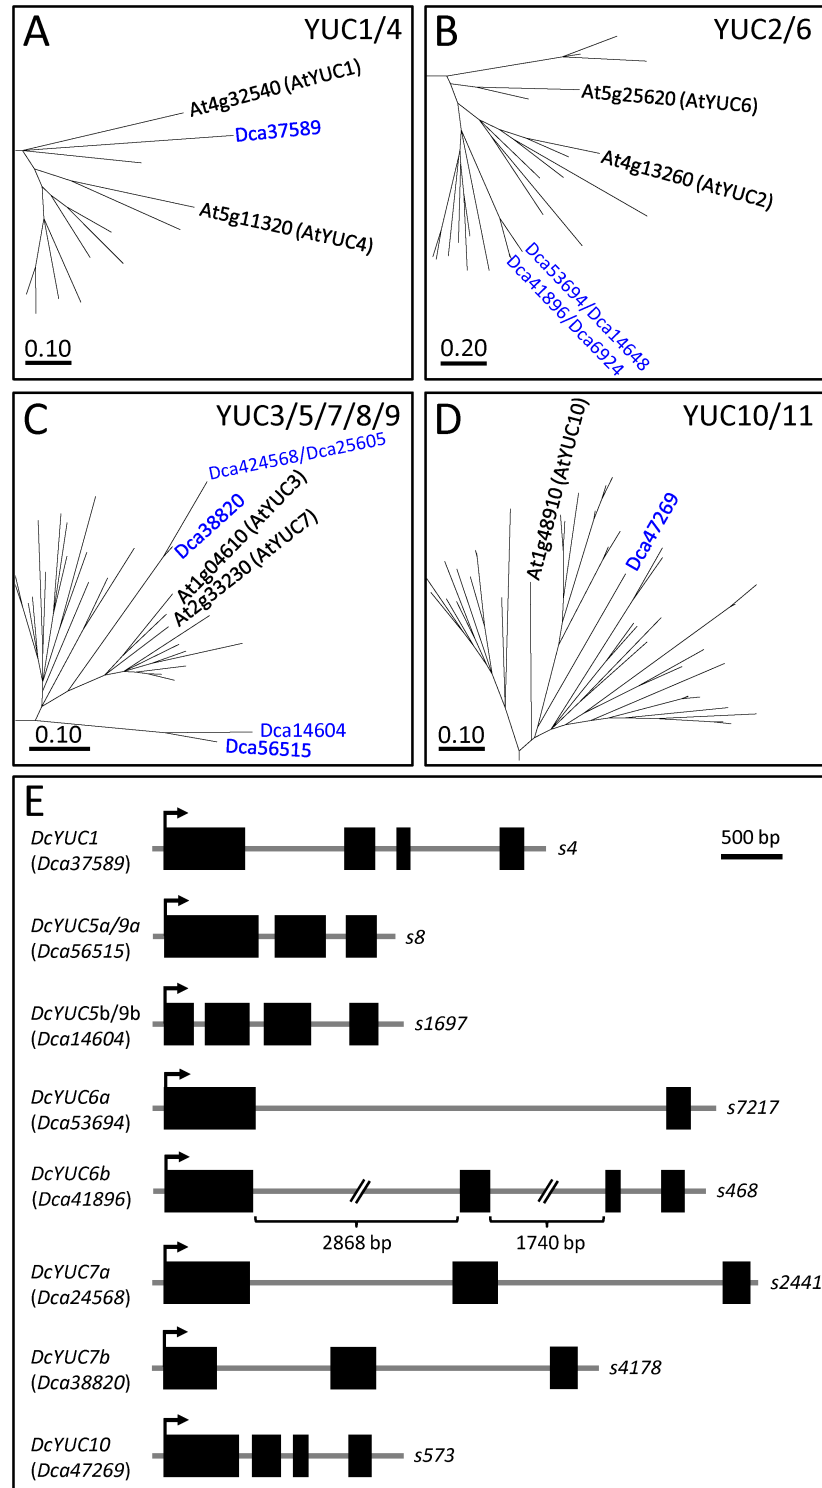 A
YUC1/4
At4g32540 (AtYUC1)
Dca37589
At5g11320 (AtYUC4)
0.10
B
YUC2/6
At5g25620 (AtYUC6)
At4g13260 (AtYUC2)
Dca53694/Dca14648
Dca41896/Dca6924
0.20
C
YUC3/5/7/8/9
Dca424568/Dca25605
Dca38820
At1g04610 (AtYUC3)
At2g33230 (AtYUC7)
0.10
Dca14604
Dca56515
D
YUC10/11
At1g48910 (AtYUC10)
Dca47269
0.10
E
500 bp
DcYUC1
(Dca37589)
s4
DcYUC5a/9a
(Dca56515)
s8
DcYUC5b/9b
(Dca14604)
s1697
DcYUC6a
(Dca53694)
s7217
DcYUC6b
(Dca41896)
s468
2868 bp
1740 bp
DcYUC7a
(Dca24568)
s2441
DcYUC7b
(Dca38820)
s4178
DcYUC10
(Dca47269)
s573